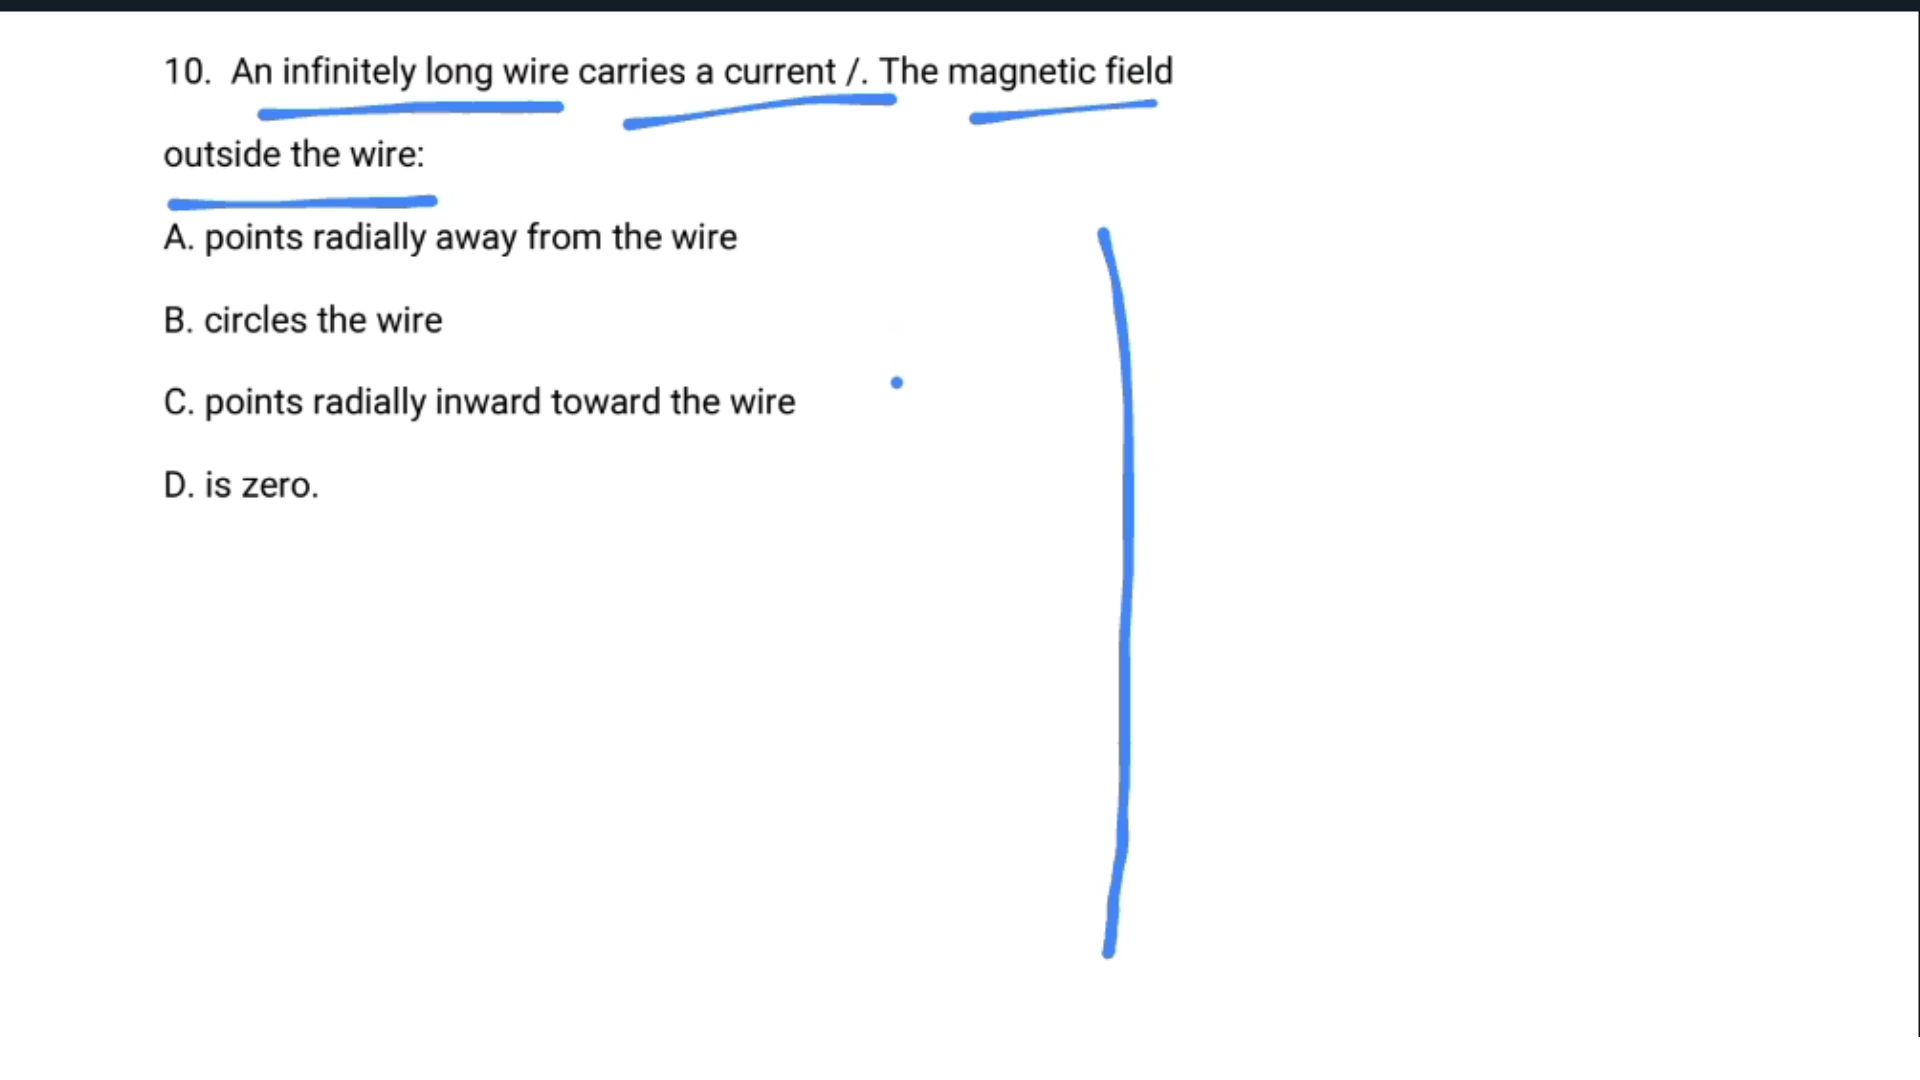 10. An infinitely long wire carries a current /. The magnetic field
outside the wire:
A. points radially away from the wire
B. circles the wire
C. points radially inward toward the wire
D. is zero.